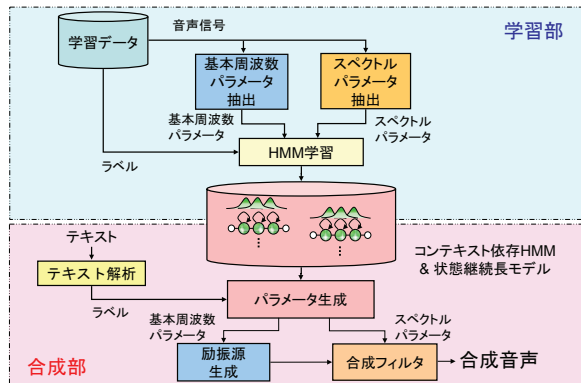 音声信号
学習部
学習データ
基本周波数
パラメータ
抽出
スペクトル
パラメータ
抽出
基本周波数
パラメータ
スペクトル
パラメータ
HMM学習
ラベル
テキスト
コンテキスト依存HMM
& 状態継続長モデル
テキスト解析
ラベル
パラメータ生成
基本周波数
パラメータ
スペクトル
パラメータ
合成部
励振源
生成
合成フィルタ
合成音声